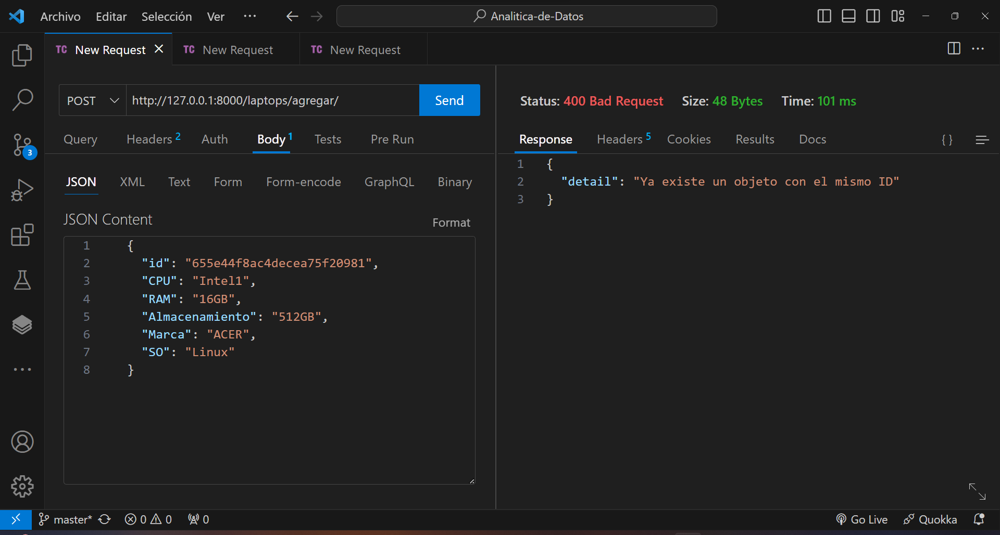 Archivo Editar Selección Ver ··· Analitica-de-Datos
TC New Request TC New Request TC New Request
POST http://127.0.0.1:8000/laptops/agregar/ Send
Query Headers 2 Auth Body 1 Tests Pre Run
JSON XML Text Form Form-encode GraphQL Binary
JSON Content
Format
1 {
2 "id": "655e44f8ac4decea75f20981",
3 "CPU": "Intel1",
4 "RAM": "16GB",
5 "Almacenamiento": "512GB",
6 "Marca": "ACER",
7 "SO": "Linux"
8 }
Status: 400 Bad Request Size: 48 Bytes Time: 101 ms
Response Headers 5 Cookies Results Docs { }
1 {
2 "detail": "Ya existe un objeto con el mismo ID"
3 }
3
master* 0 0 0 Go Live Quokka